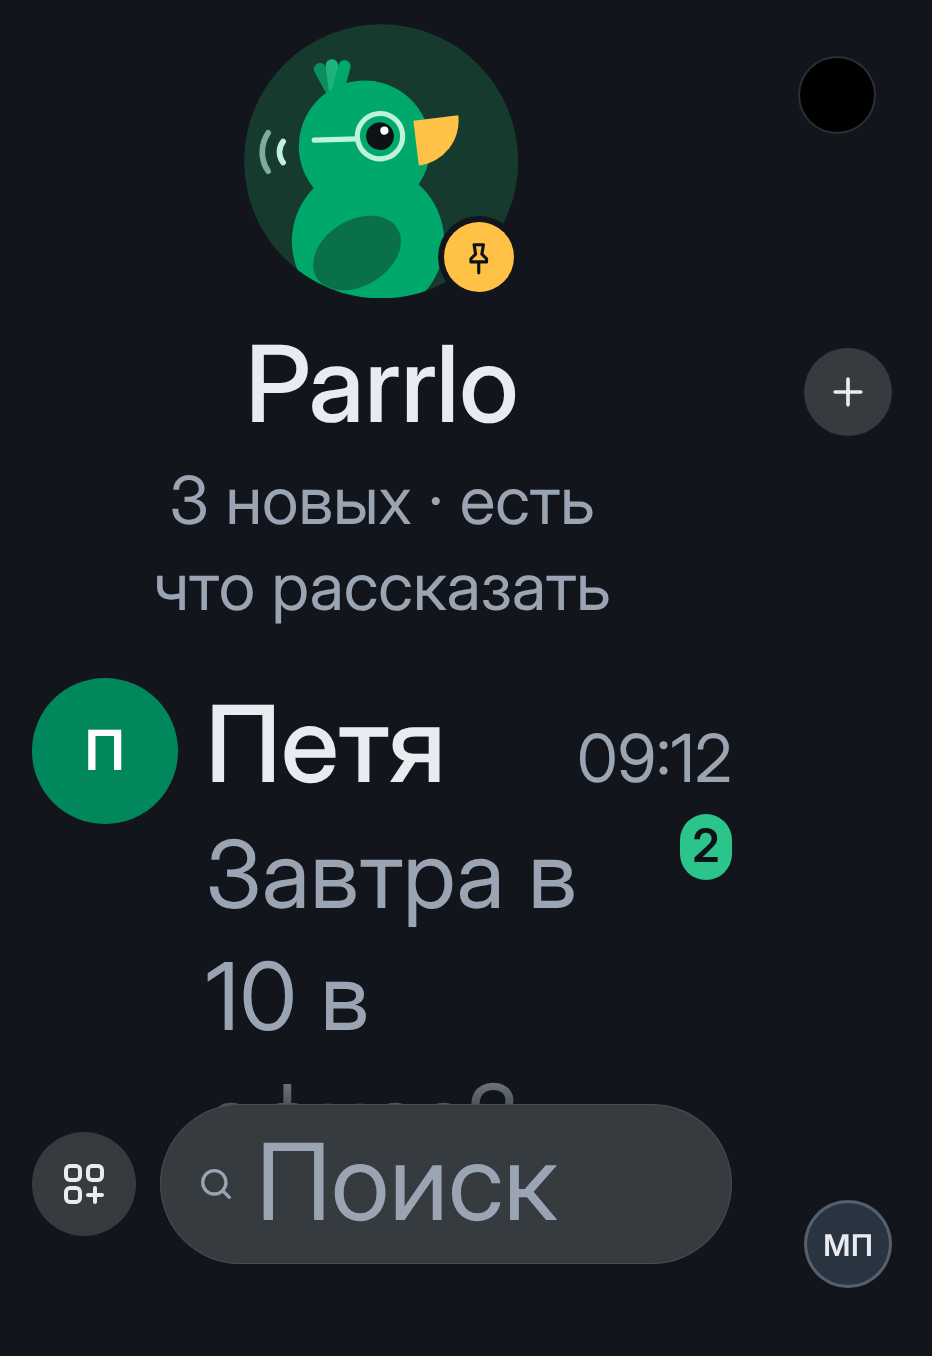 Parrlo
3 новых · есть
что рассказать
П
Петя
09:12
Завтра в
2
10 в
Поиск
МП